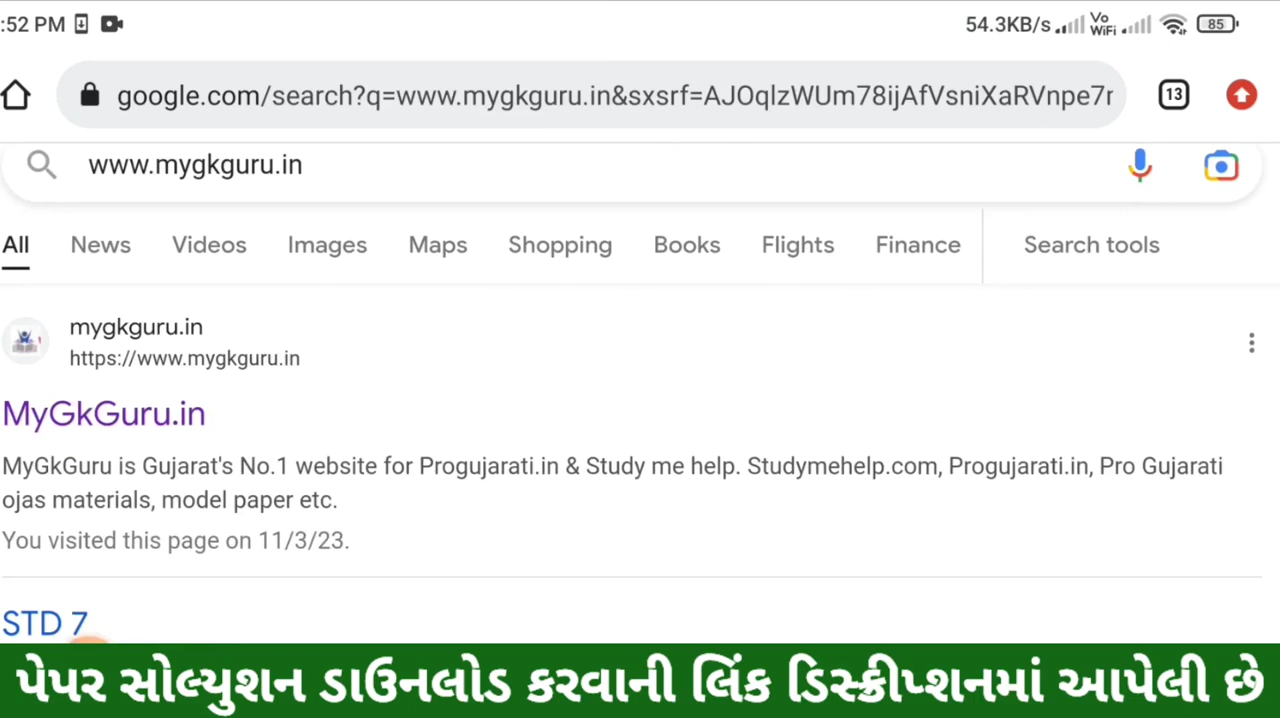 :52 PM
54.3KB/s Vo WiFi 85
google.com/search?q=www.mygkguru.in&sxsrf=AJOqlzWUm78ijAfVsniXaRVnpe7r
13
www.mygkguru.in
All News Videos Images Maps Shopping Books Flights Finance Search tools
mygkguru.in
https://www.mygkguru.in
MyGkGuru.in
MyGkGuru is Gujarat's No.1 website for Progujarati.in & Study me help. Studymehelp.com, Progujarati.in, Pro Gujarati
ojas materials, model paper etc.
You visited this page on 11/3/23.
STD 7
પેપર સોલ્યુશન ડાઉનલોડ કરવાની લિંક ડિસ્ક્રીપ્શનમાં આપેલી છે